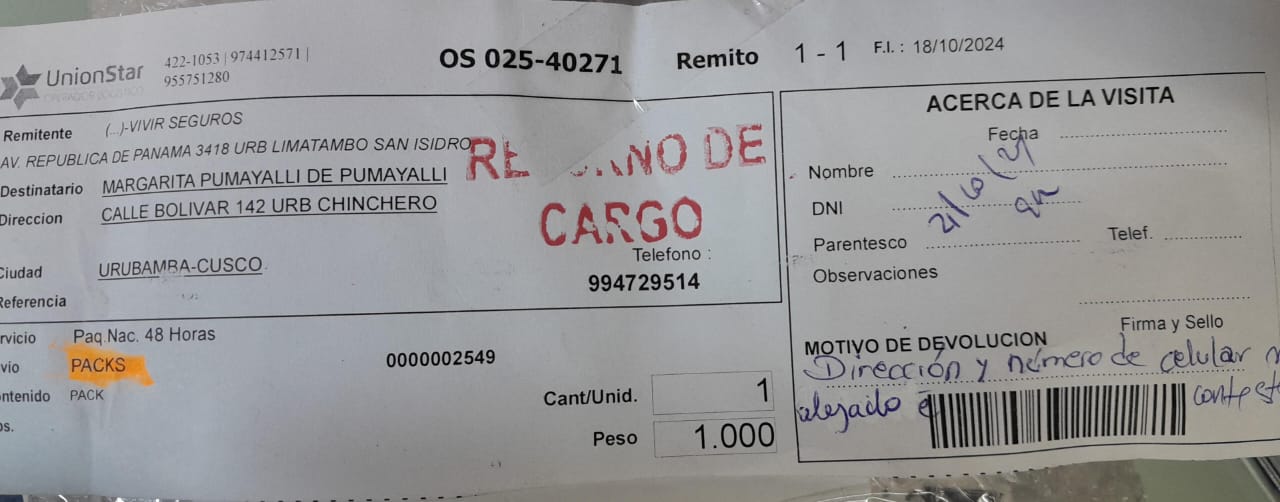 UnionStar
OPERADOR LOGISTICO
422-1053 | 974412571 |
955751280
OS 025-40271
Remito 1 - 1
F.I. : 18/10/2024
Remitente (...)-VIVIR SEGUROS
AV. REPUBLICA DE PANAMA 3418 URB LIMATAMBO SAN ISIDRO
Destinatario MARGARITA PUMAYALLI DE PUMAYALLI
Direccion CALLE BOLIVAR 142 URB CHINCHERO
DE
CARGO
Telefono :
994729514
Ciudad URUBAMBA-CUSCO
Referencia
rvicio Paq.Nac. 48 Horas
vío PACKS
ontenido PACK
os.
0000002549
Cant/Unid. 1
Peso 1.000
ACERCA DE LA VISITA
Fecha
Nombre
DNI
Parentesco
Telef.
Observaciones
Firma y Sello
MOTIVO DE DEVOLUCION
Dirección y número de celular
alejado